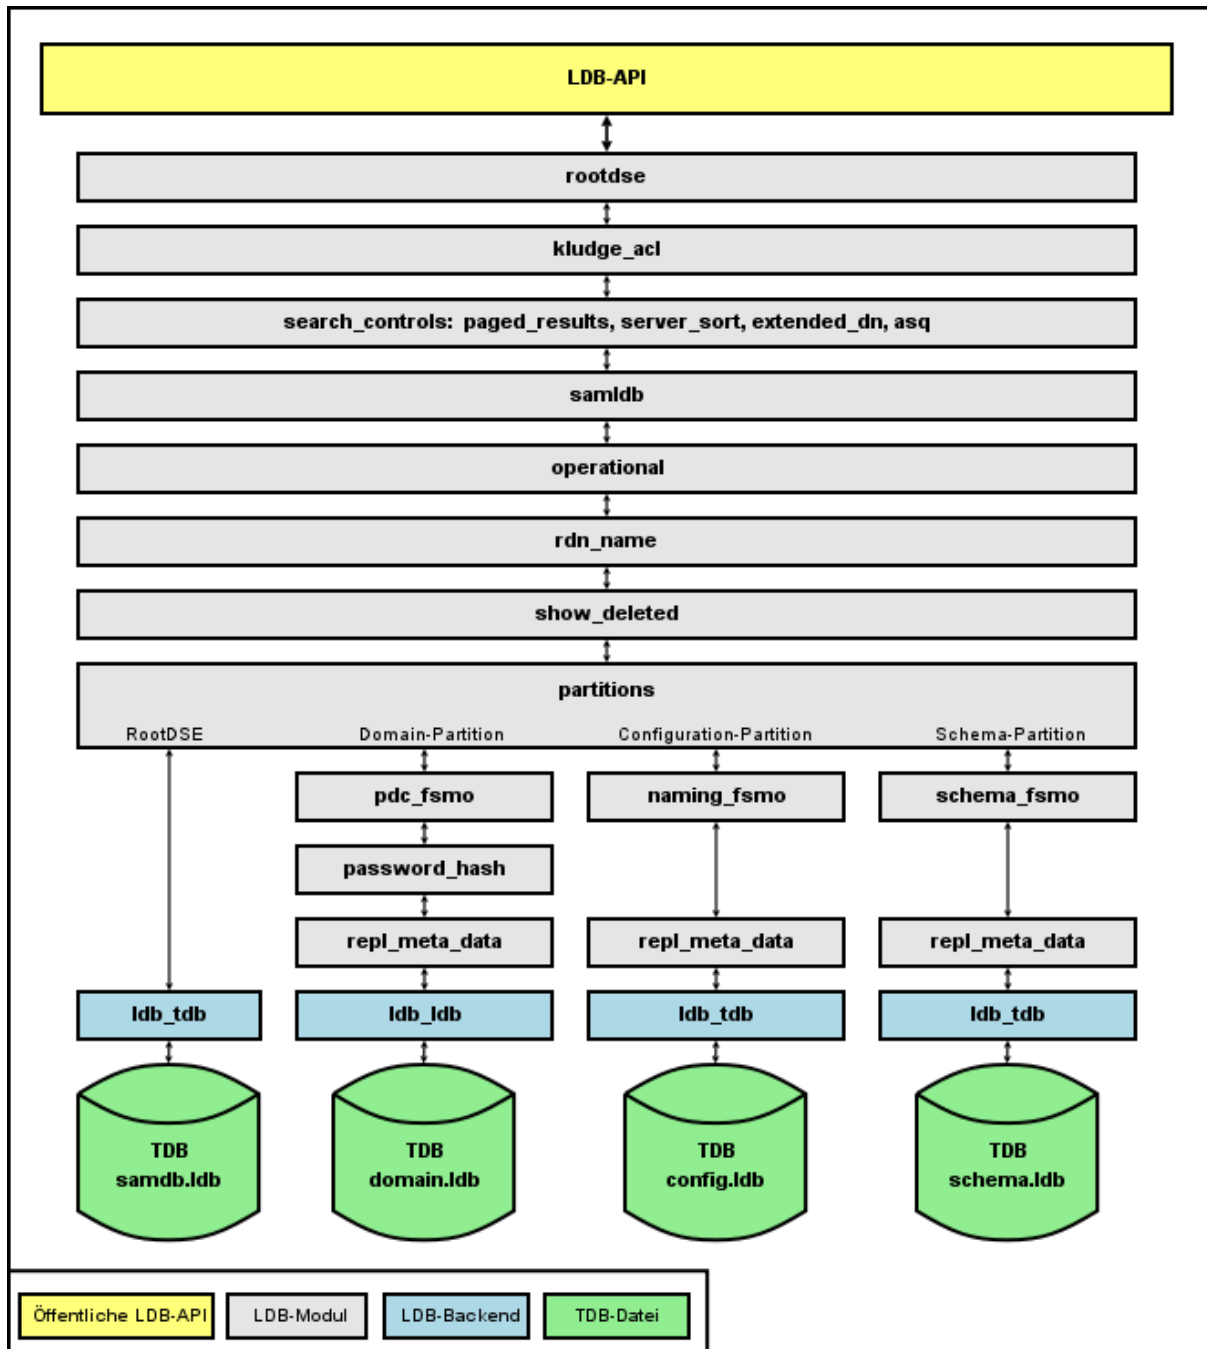 LDB-API
rootdse
kludge_acl
search_controls: paged_results, server_sort, extended_dn, asq
samldb
operational
rdn_name
show_deleted
partitions
RootDSE Domain-Partition Configuration-Partition Schema-Partition
pdc_fsmo naming_fsmo schema_fsmo
password_hash
repl_meta_data repl_meta_data repl_meta_data
ldb_tdb ldb_ldb ldb_tdb ldb_tdb
TDB TDB TDB TDB
samdb.ldb domain.ldb config.ldb schema.ldb
Öffentliche LDB-API LDB-Modul LDB-Backend TDB-Datei